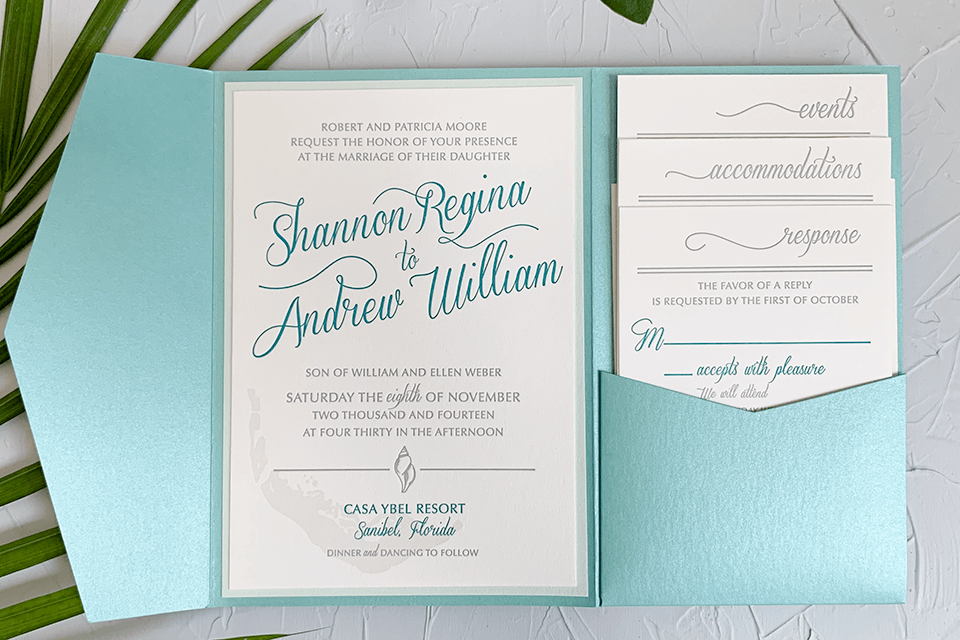 ROBERT AND PATRICIA MOORE
REQUEST THE HONOR OF YOUR PRESENCE
AT THE MARRIAGE OF THEIR DAUGHTER
Shannon Regina
to
Andrew William
SON OF WILLIAM AND ELLEN WEBER
SATURDAY THE eighth OF NOVEMBER
TWO THOUSAND AND FOURTEEN
AT FOUR THIRTY IN THE AFTERNOON
CASA YBEL RESORT
Sanibel, Florida
DINNER and DANCING TO FOLLOW
events
accommodations
response
THE FAVOR OF A REPLY
IS REQUESTED BY THE FIRST OF OCTOBER
M
accepts with pleasure
We will attend